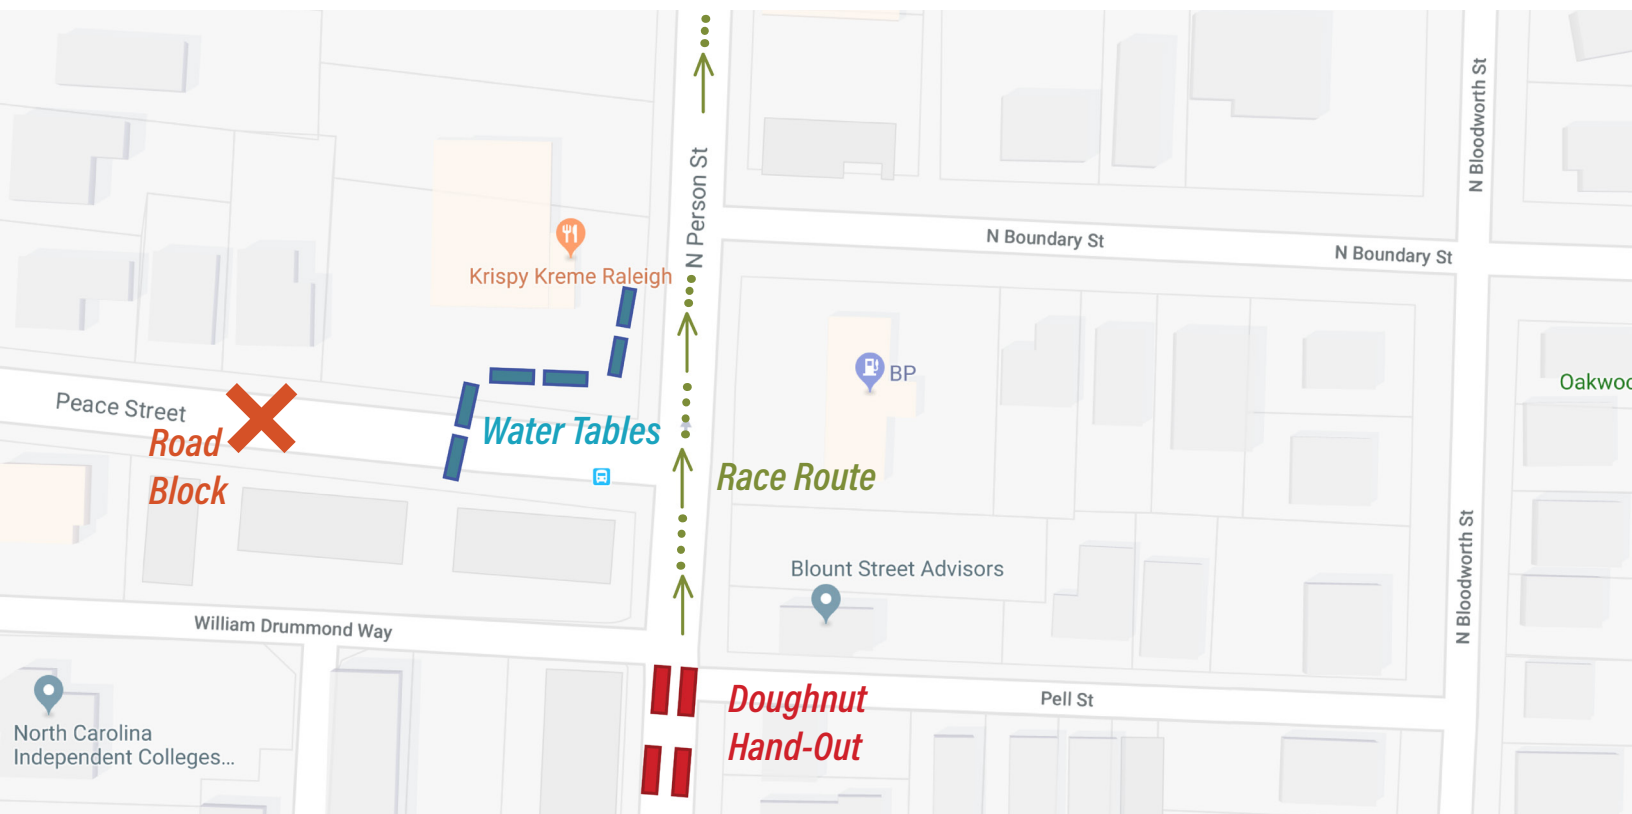 N Bloodworth St
N Person St
N Boundary St
N Boundary St
Krispy Kreme Raleigh
BP
Oakwoo
Peace Street
Road
Block
Water Tables
Race Route
Blount Street Advisors
N Bloodworth St
William Drummond Way
Doughnut
Hand-Out
Pell St
North Carolina
Independent Colleges...